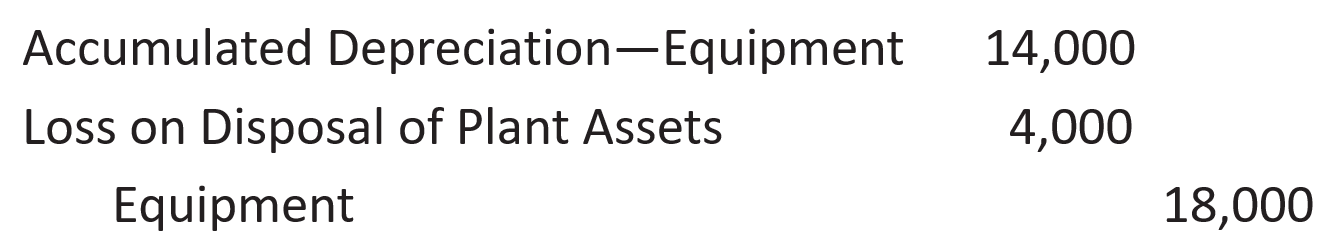 Accumulated Depreciation—Equipment 14,000
Loss on Disposal of Plant Assets 4,000
Equipment 18,000